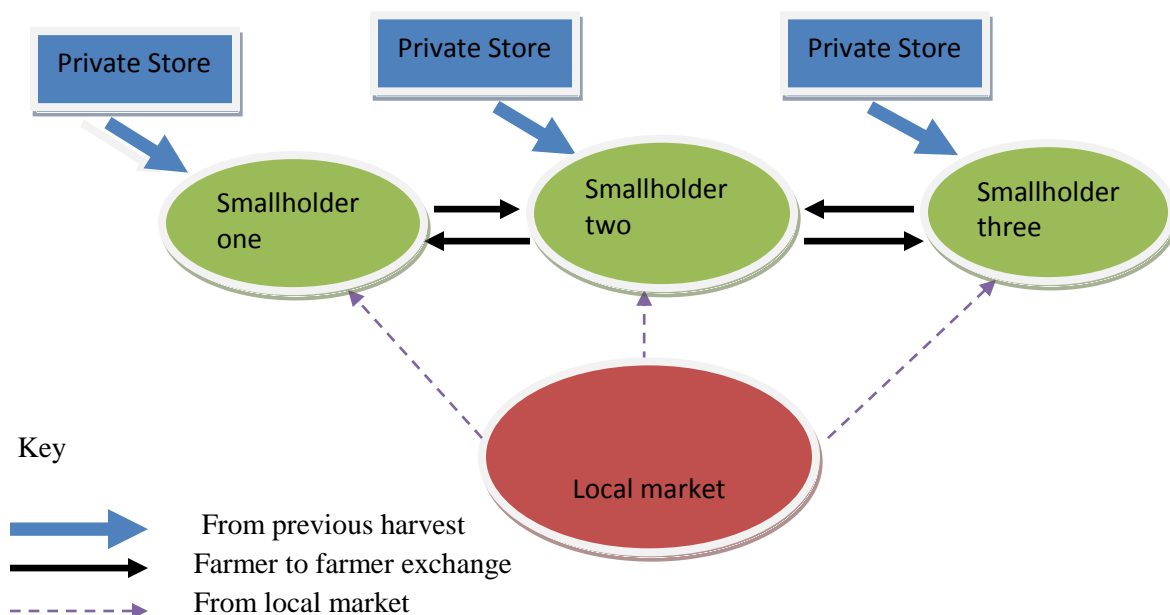 Private Store
Private Store
Private Store
Smallholder
one
Smallholder
two
Smallholder
three
Local market
Key
From previous harvest
Farmer to farmer exchange
From local market